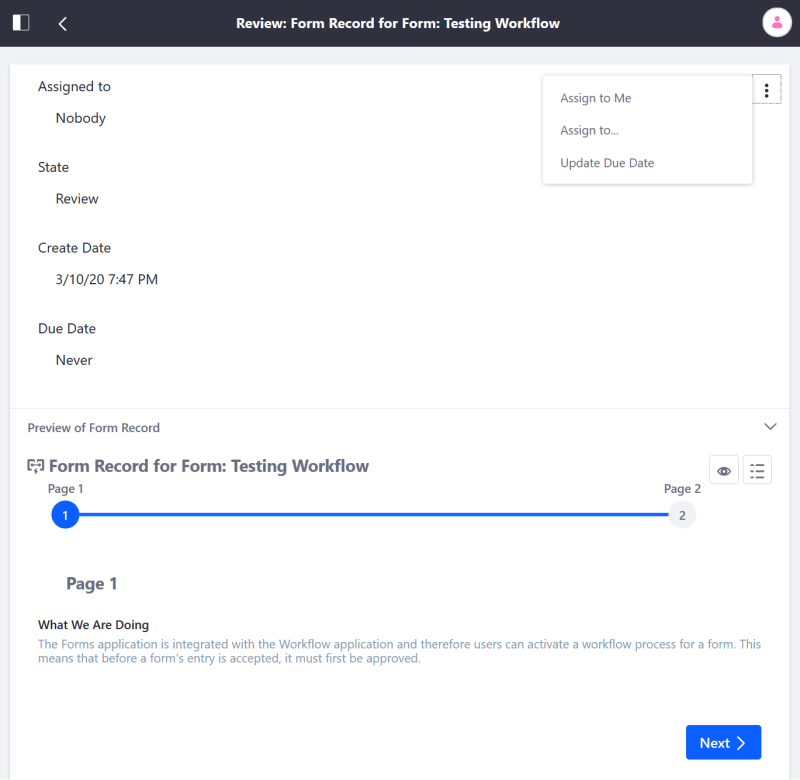 Review: Form Record for Form: Testing Workflow
Assigned to
Nobody
Assign to Me
Assign to...
Update Due Date
State
Review
Create Date
3/10/20 7:47 PM
Due Date
Never
Preview of Form Record
Form Record for Form: Testing Workflow
Page 1
Page 2
1
2
Page 1
What We Are Doing
The Forms application is integrated with the Workflow application and therefore users can activate a workflow process for a form. This
means that before a form's entry is accepted, it must first be approved.
Next